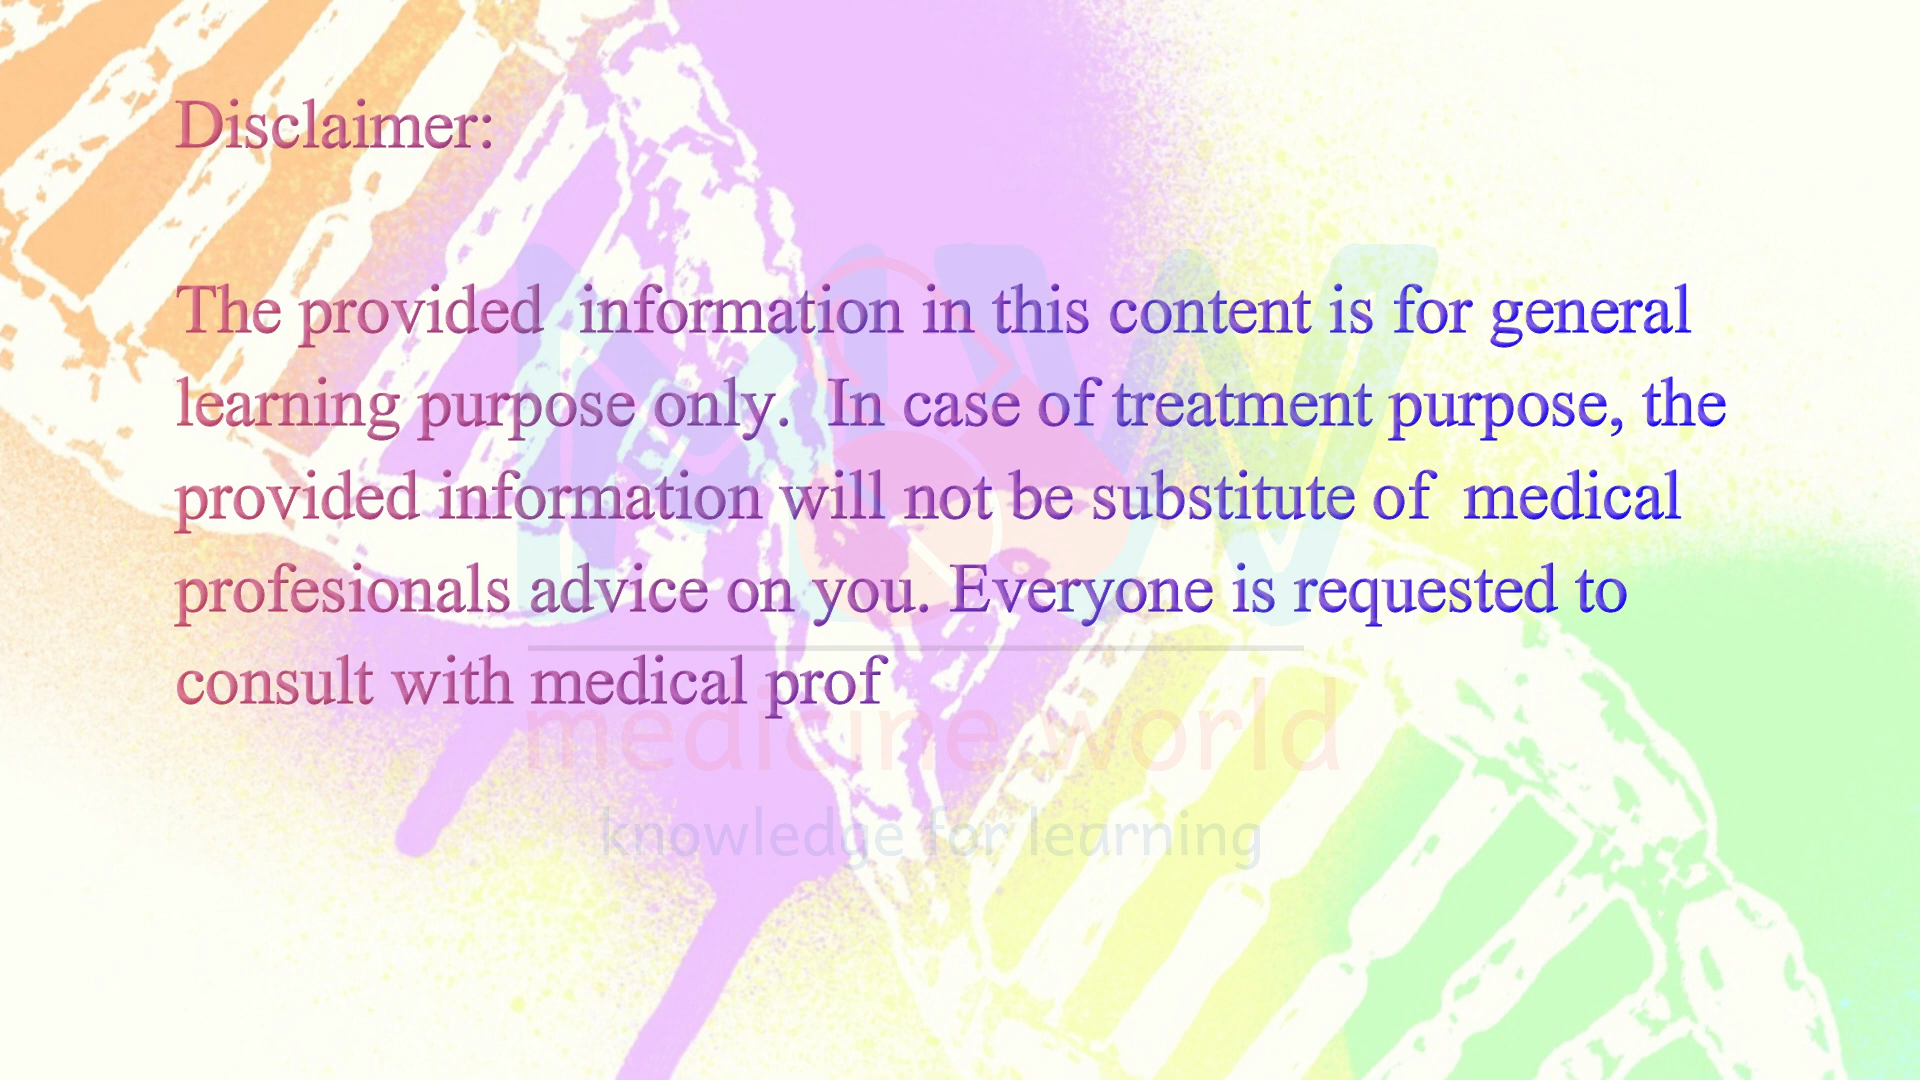 Disclaimer:
The provided  information in this content is for general
learning purpose only.  In case of treatment purpose, the
provided information will not be substitute of  medical
profesionals advice on you. Everyone is requested to
consult with medical prof
MW
medicine world
knowledge for learning